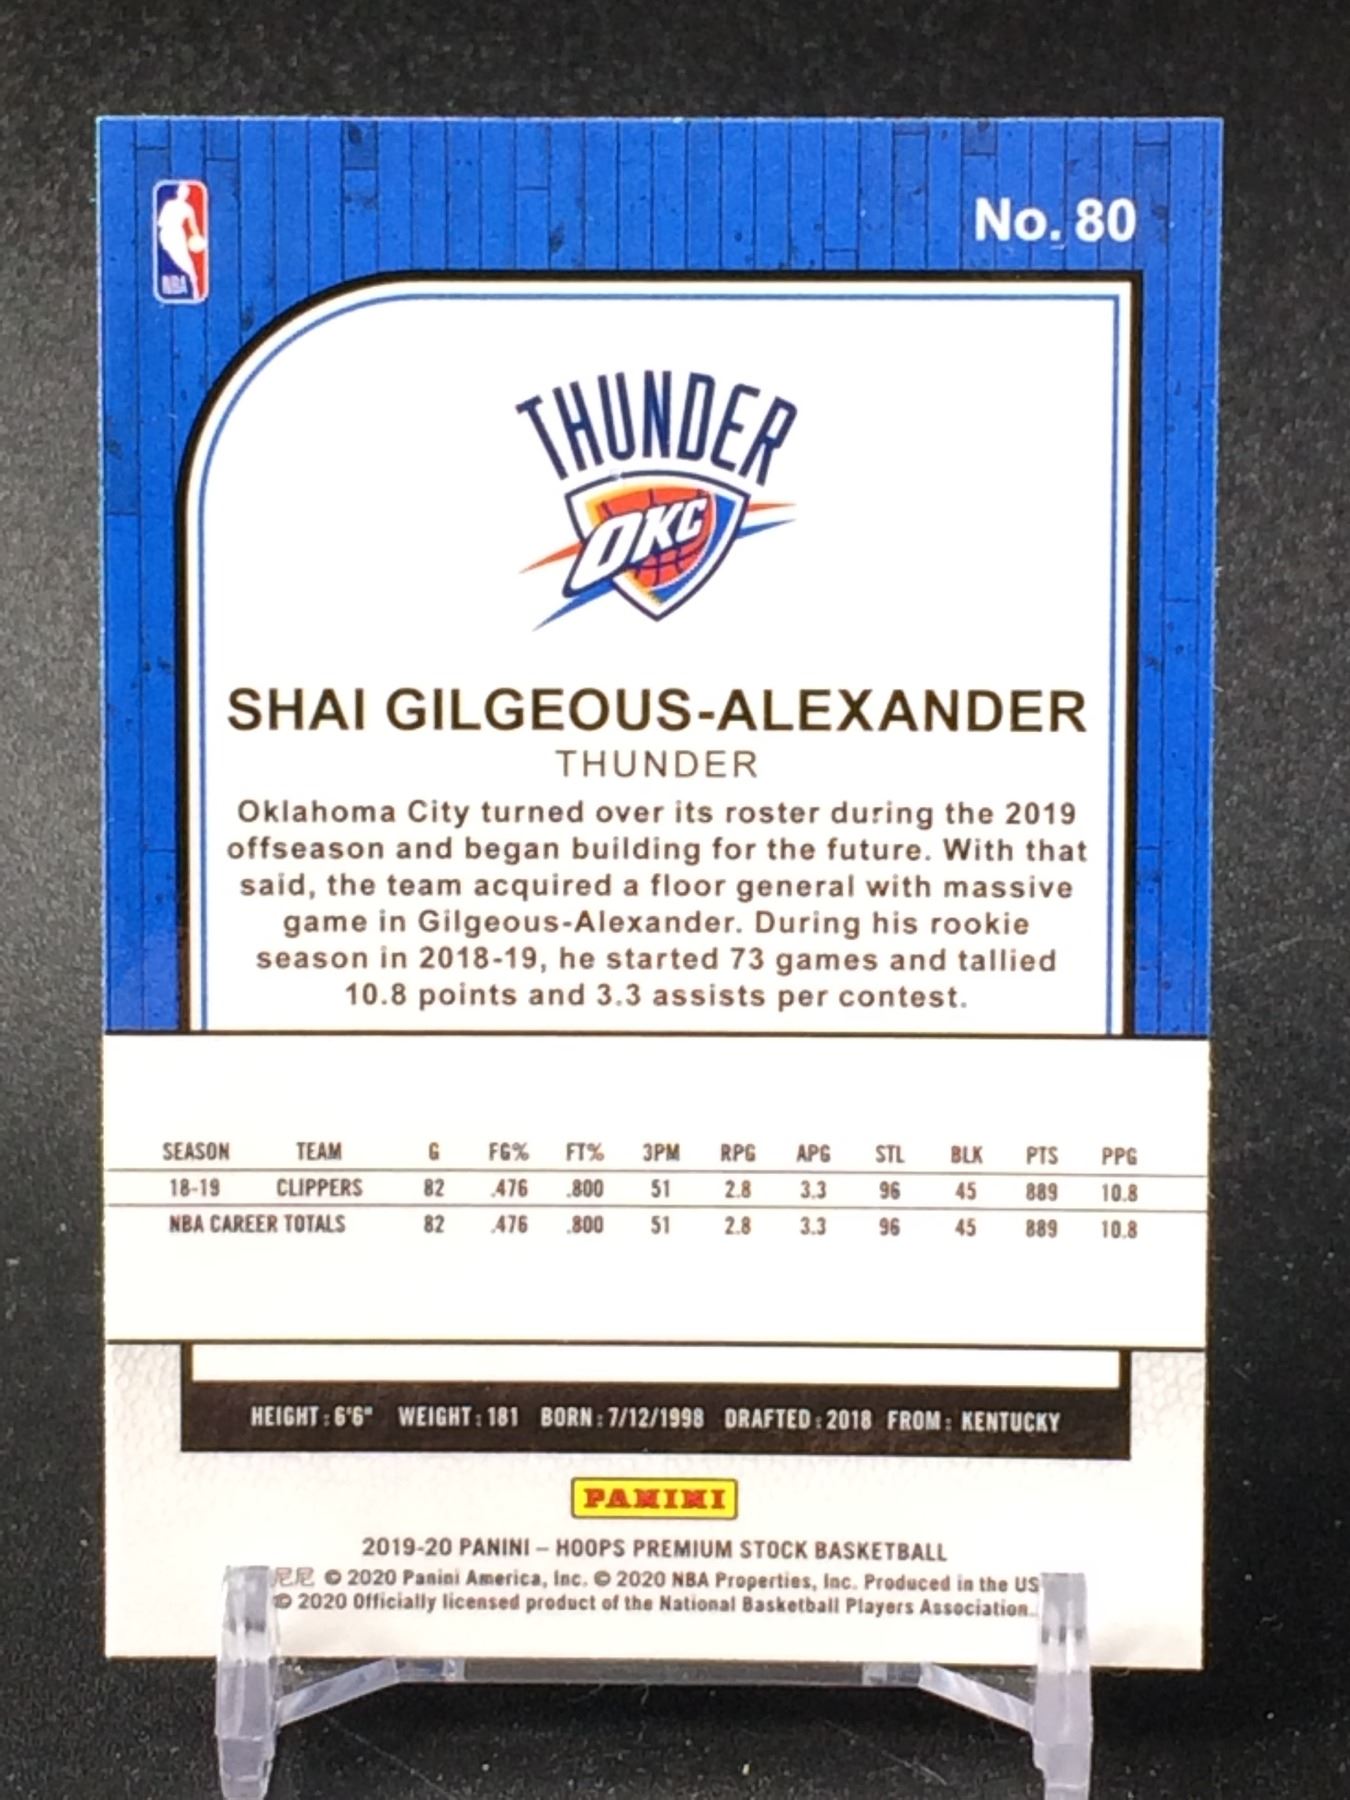 No. 80
NBA
THUNDER
OKC
SHAI GILGEOUS-ALEXANDER
THUNDER
Oklahoma City turned over its roster during the 2019
offseason and began building for the future. With that
said, the team acquired a floor general with massive
game in Gilgeous-Alexander. During his rookie
season in 2018-19, he started 73 games and tallied
10.8 points and 3.3 assists per contest.
SEASON TEAM G FG% FT% 3PM RPG APG STL BLK PTS PPG
18-19 CLIPPERS 82 .476 .800 51 2.8 3.3 96 45 889 10.8
NBA CAREER TOTALS 82 .476 .800 51 2.8 3.3 96 45 889 10.8
HEIGHT: 6'6" WEIGHT: 181 BORN: 7/12/1998 DRAFTED: 2018 FROM: KENTUCKY
PANINI
2019-20 PANINI – HOOPS PREMIUM STOCK BASKETBALL
尼尼 © 2020 Panini America, Inc. © 2020 NBA Properties, Inc. Produced in the US
© 2020 Officially licensed product of the National Basketball Players Association.